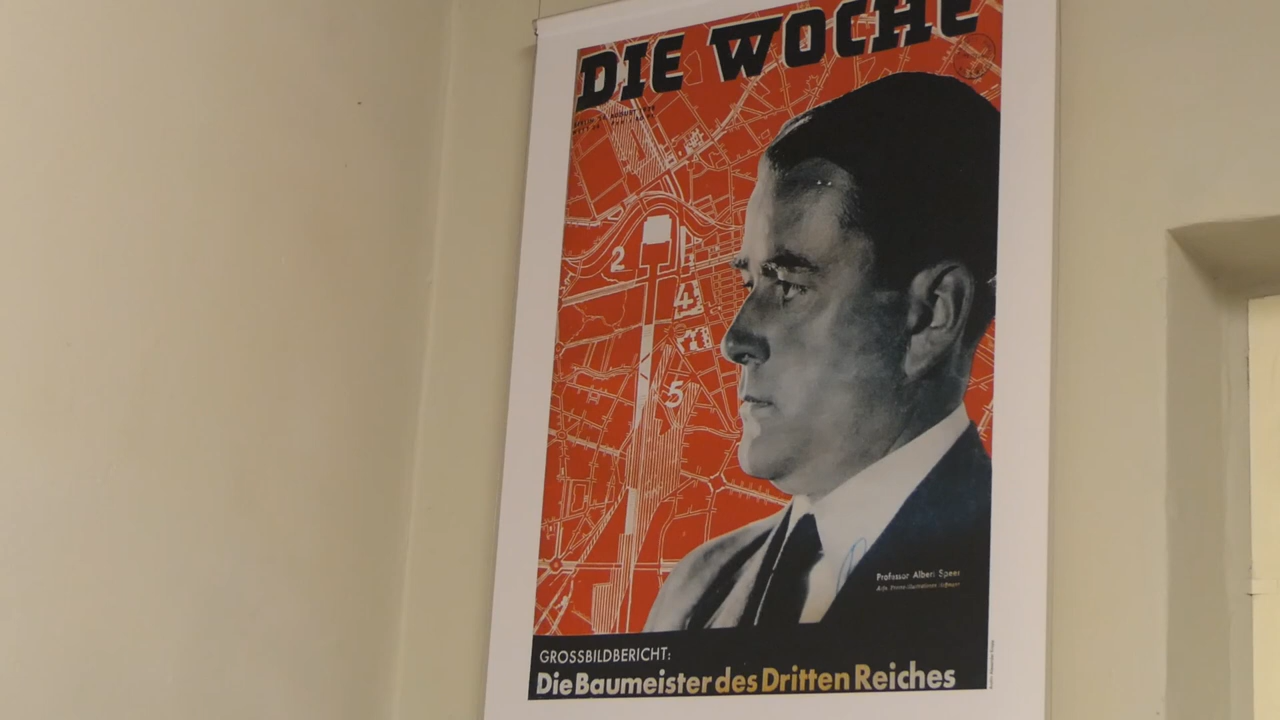 DIE WOCHE
2
4
5
Professor Albert Speer
GROSSBILDBERICHT:
Die Baumeister des Dritten Reiches